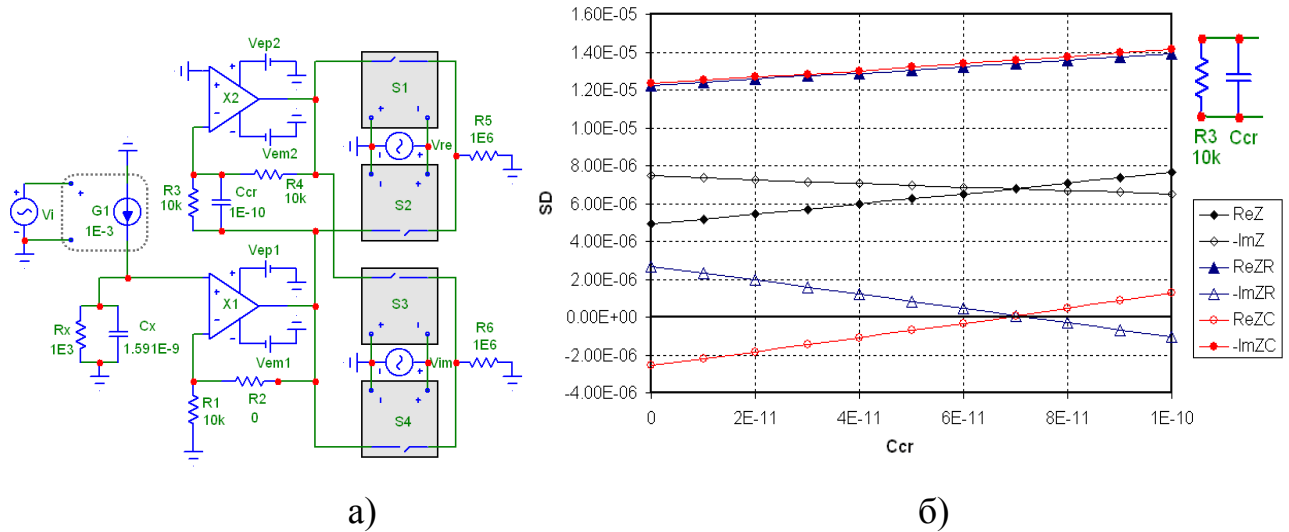 Vep2
X2
Vem2
R3
10k
Ccr
1E-10
R4
10k
Vi
G1
1E-3
Vep1
X1
Vem1
Rx
1E3
Cx
1.591E-9
R1
10k
R2
0
S1
Vre
S2
R5
1E6
S3
Vim
S4
R6
1E6
а)
1.60E-05
1.40E-05
1.20E-05
1.00E-05
8.00E-06
6.00E-06
4.00E-06
2.00E-06
0.00E+00
-2.00E-06
-4.00E-06
SD
0 2E-11 4E-11 6E-11 8E-11 1E-10
Ccr
R3 Ccr
10k
ReZ
-ImZ
ReZR
-ImZR
ReZC
-ImZC
б)